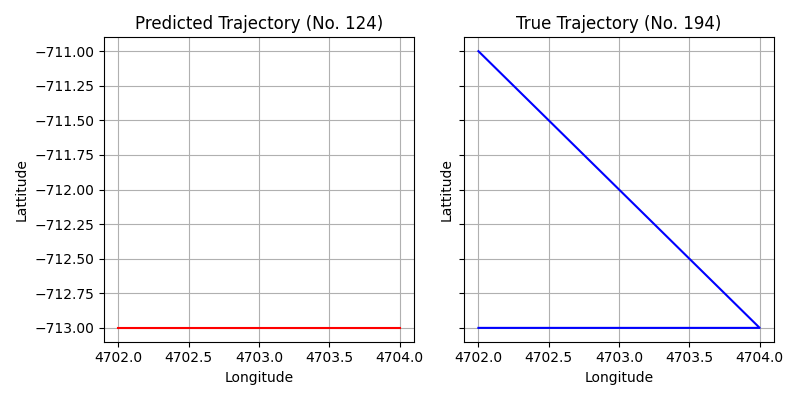 Predicted Trajectory (No. 124)
True Trajectory (No. 194)
−711.00
−711.25
−711.50
−711.75
−712.00
−712.25
−712.50
−712.75
−713.00
Lattitude
Lattitude
4702.0 4702.5 4703.0 4703.5 4704.0
4702.0 4702.5 4703.0 4703.5 4704.0
Longitude
Longitude